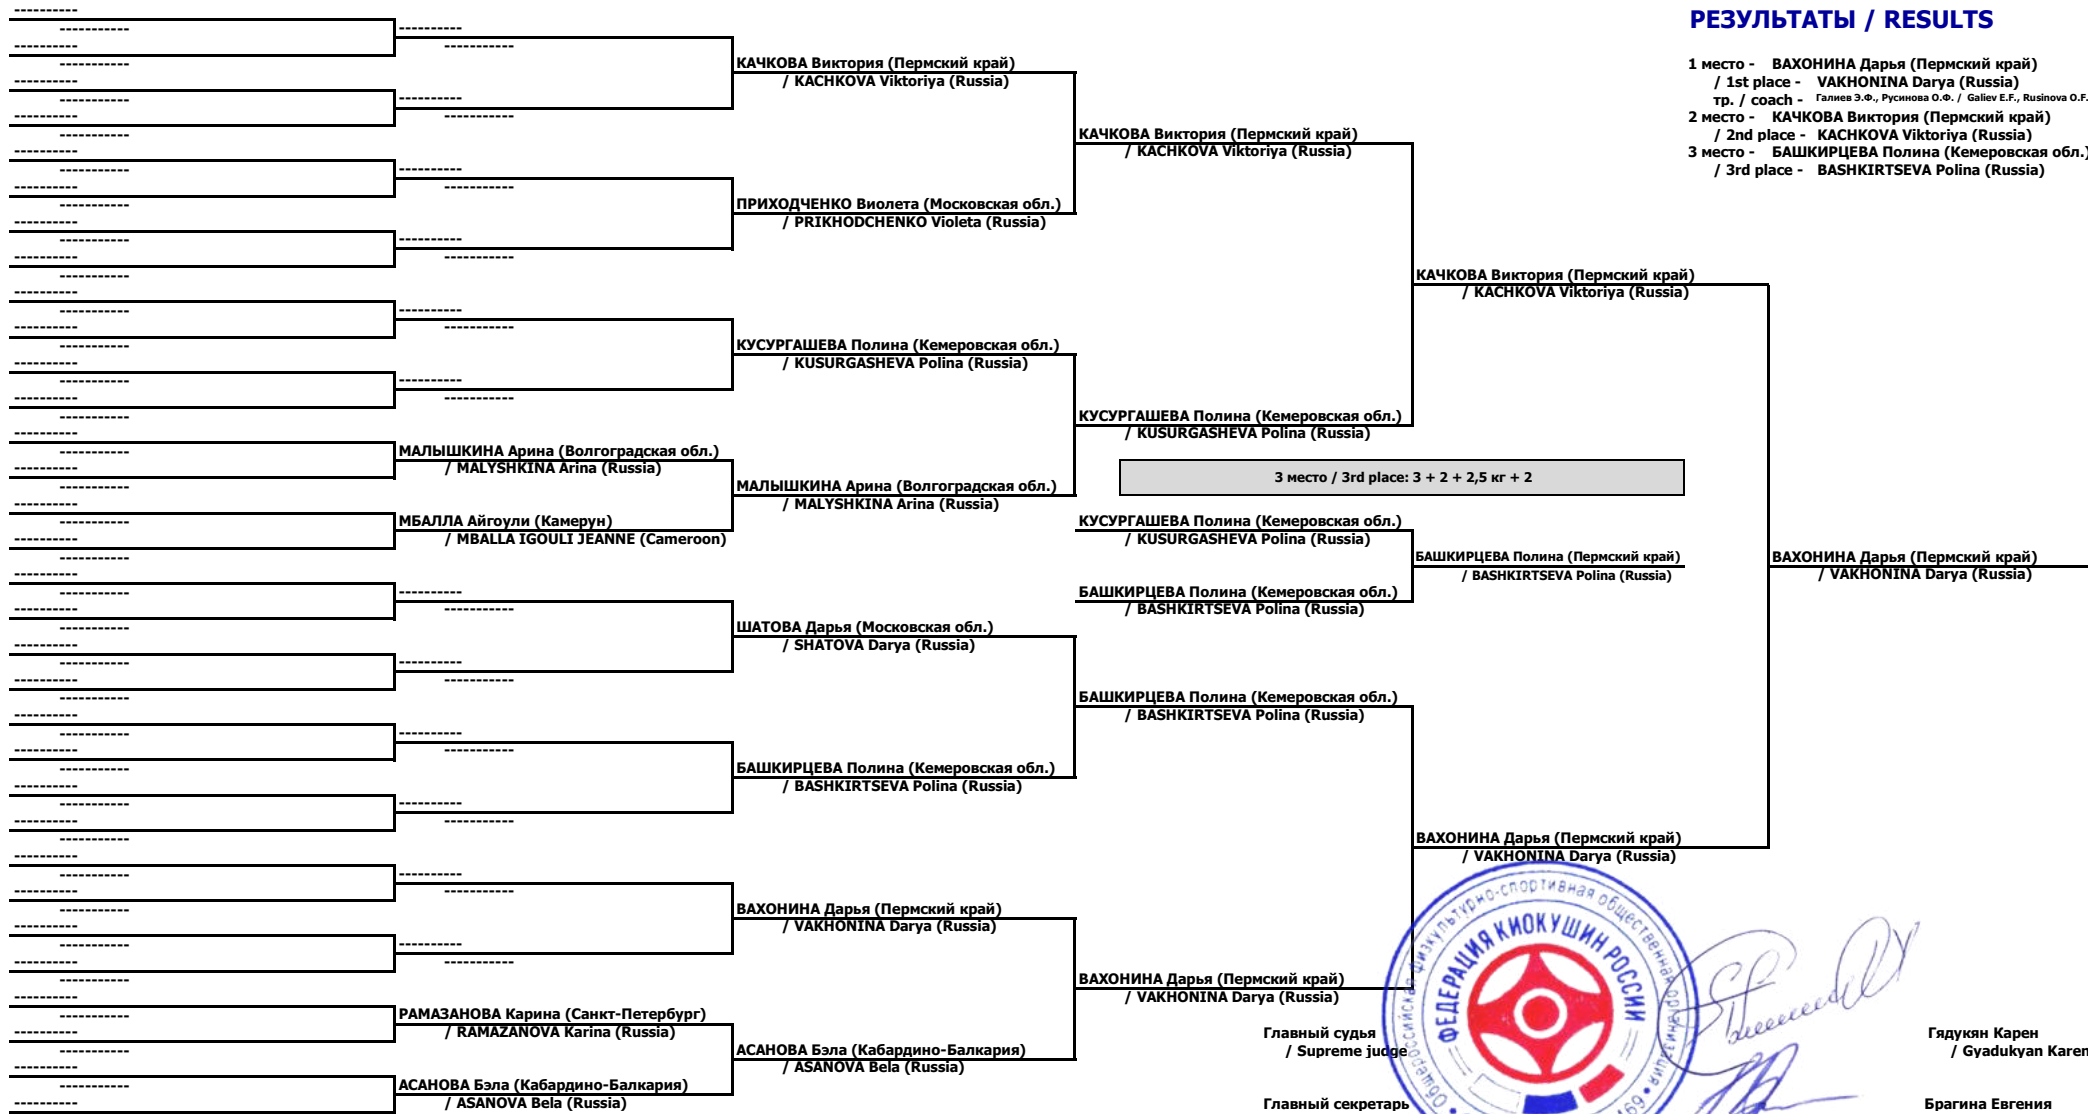 РЕЗУЛЬТАТЫ / RESULTS
1 место - ВАХОНИНА Дарья (Пермский край)
/ 1st place - VAKHONINA Darya (Russia)
тр. / coach - Галиев Э.Ф., Русинова О.Ф. / Galiev E.F., Rusinova O.F.
2 место - КАЧКОВА Виктория (Пермский край)
/ 2nd place - KACHKOVA Viktoriya (Russia)
3 место - БАШКИРЦЕВА Полина (Кемеровская обл.)
/ 3rd place - BASHKIRTSEVA Polina (Russia)
МАЛЫШКИНА Арина (Волгоградская обл.)
/ MALYSHKINA Arina (Russia)
МБАЛЛА Айгоули (Камерун)
/ MBALLA IGOULI JEANNE (Cameroon)
РАМАЗАНОВА Карина (Санкт-Петербург)
/ RAMAZANOVA Karina (Russia)
АСАНОВА Бэла (Кабардино-Балкария)
/ ASANOVA Bela (Russia)
КАЧКОВА Виктория (Пермский край)
/ KACHKOVA Viktoriya (Russia)
ПРИХОДЧЕНКО Виолета (Московская обл.)
/ PRIKHODCHENKO Violeta (Russia)
КУСУРГАШЕВА Полина (Кемеровская обл.)
/ KUSURGASHEVA Polina (Russia)
МАЛЫШКИНА Арина (Волгоградская обл.)
/ MALYSHKINA Arina (Russia)
ШАТОВА Дарья (Московская обл.)
/ SHATOVA Darya (Russia)
БАШКИРЦЕВА Полина (Кемеровская обл.)
/ BASHKIRTSEVA Polina (Russia)
ВАХОНИНА Дарья (Пермский край)
/ VAKHONINA Darya (Russia)
АСАНОВА Бэла (Кабардино-Балкария)
/ ASANOVA Bela (Russia)
КАЧКОВА Виктория (Пермский край)
/ KACHKOVA Viktoriya (Russia)
КУСУРГАШЕВА Полина (Кемеровская обл.)
/ KUSURGASHEVA Polina (Russia)
3 место / 3rd place: 3 + 2 + 2,5 кг + 2
КУСУРГАШЕВА Полина (Кемеровская обл.)
/ KUSURGASHEVA Polina (Russia)
БАШКИРЦЕВА Полина (Кемеровская обл.)
/ BASHKIRTSEVA Polina (Russia)
БАШКИРЦЕВА Полина (Пермский край)
/ BASHKIRTSEVA Polina (Russia)
БАШКИРЦЕВА Полина (Кемеровская обл.)
/ BASHKIRTSEVA Polina (Russia)
ВАХОНИНА Дарья (Пермский край)
/ VAKHONINA Darya (Russia)
КАЧКОВА Виктория (Пермский край)
/ KACHKOVA Viktoriya (Russia)
ВАХОНИНА Дарья (Пермский край)
/ VAKHONINA Darya (Russia)
ВАХОНИНА Дарья (Пермский край)
/ VAKHONINA Darya (Russia)
Общероссийская физкультурно-спортивная общественная организация
ФЕДЕРАЦИЯ КИОКУШИН РОССИИ
Главный судья
/ Supreme judge
Гядукян Карен
/ Gyadukyan Karen
Главный секретарь
Брагина Евгения